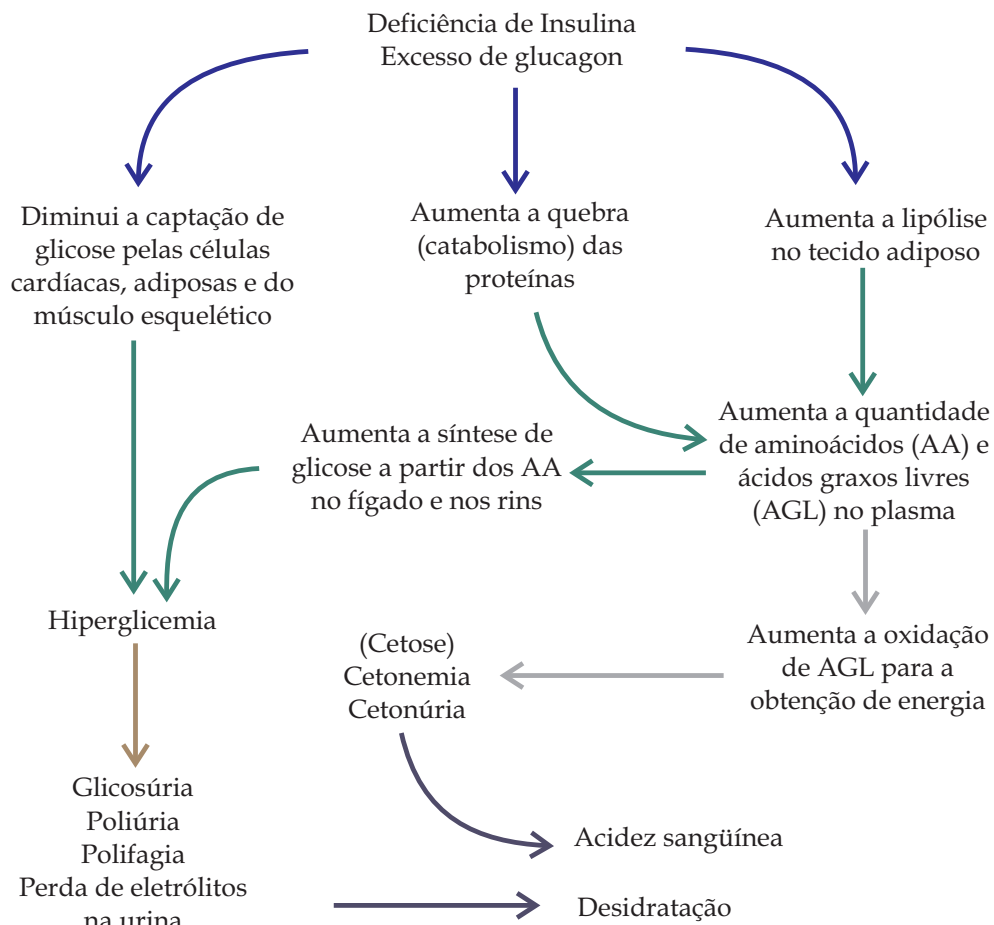 Deficiência de Insulina
Excesso de glucagon
Diminui a captação de
glicose pelas células
cardíacas, adiposas e do
músculo esquelético
Aumenta a quebra
(catabolismo) das
proteínas
Aumenta a lipólise
no tecido adiposo
Aumenta a síntese de
glicose a partir dos AA
no fígado e nos rins
Aumenta a quantidade
de aminoácidos (AA) e
ácidos graxos livres
(AGL) no plasma
Hiperglicemia
(Cetose)
Cetonemia
Cetonúria
Aumenta a oxidação
de AGL para a
obtenção de energia
Glicosúria
Poliúria
Polifagia
Perda de eletrólitos
na urina
Acidez sangüínea
Desidratação